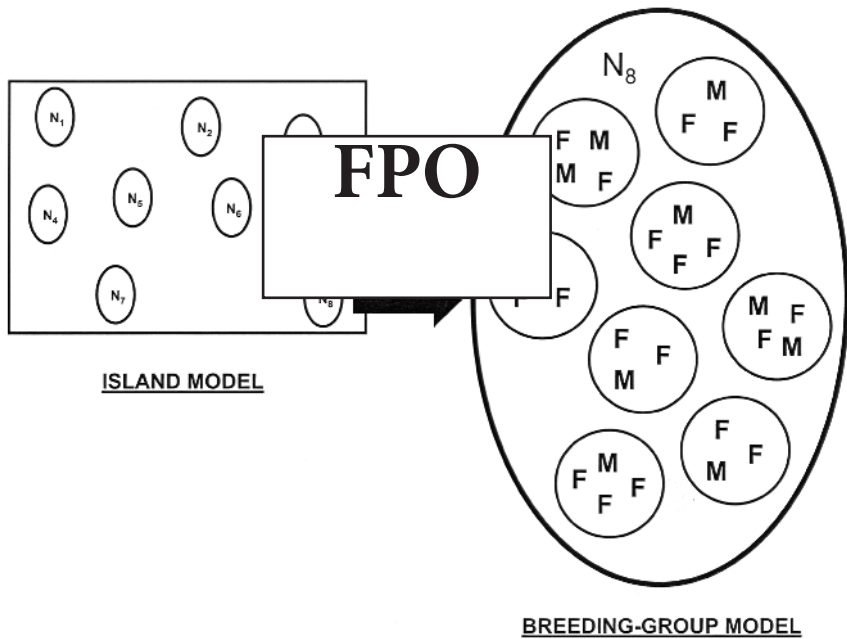 N8
M
F F
F M
M F
N1
N2
FPO
M
F F
F
N4
N5
N6
F
M F
F M
F
F
M
N7
N8
ISLAND MODEL
F
M F
M
F F
F
BREEDING-GROUP MODEL